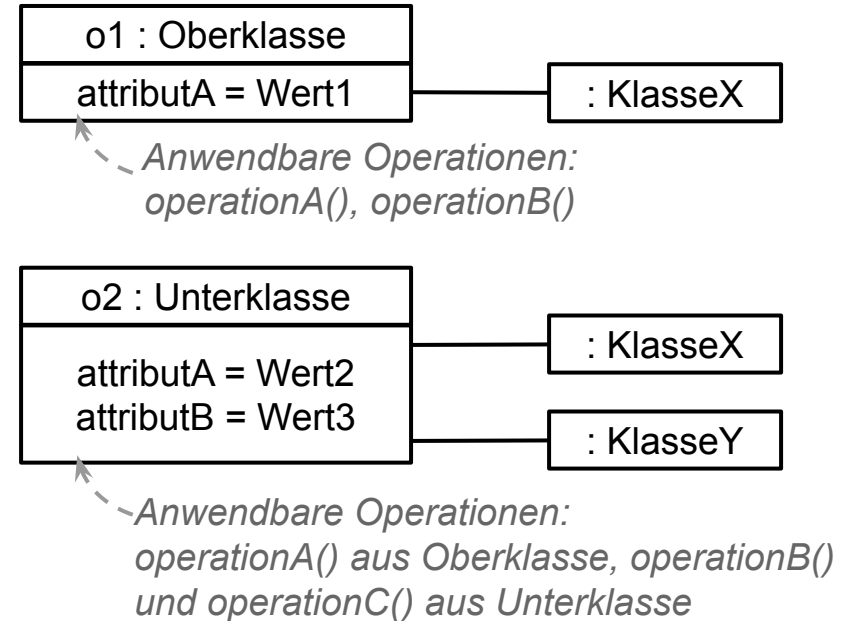 o1 : Oberklasse
attributA = Wert1
: KlasseX
Anwendbare Operationen:
operationA(), operationB()
o2 : Unterklasse
attributA = Wert2
attributB = Wert3
: KlasseX
: KlasseY
Anwendbare Operationen:
operationA() aus Oberklasse, operationB()
und operationC() aus Unterklasse